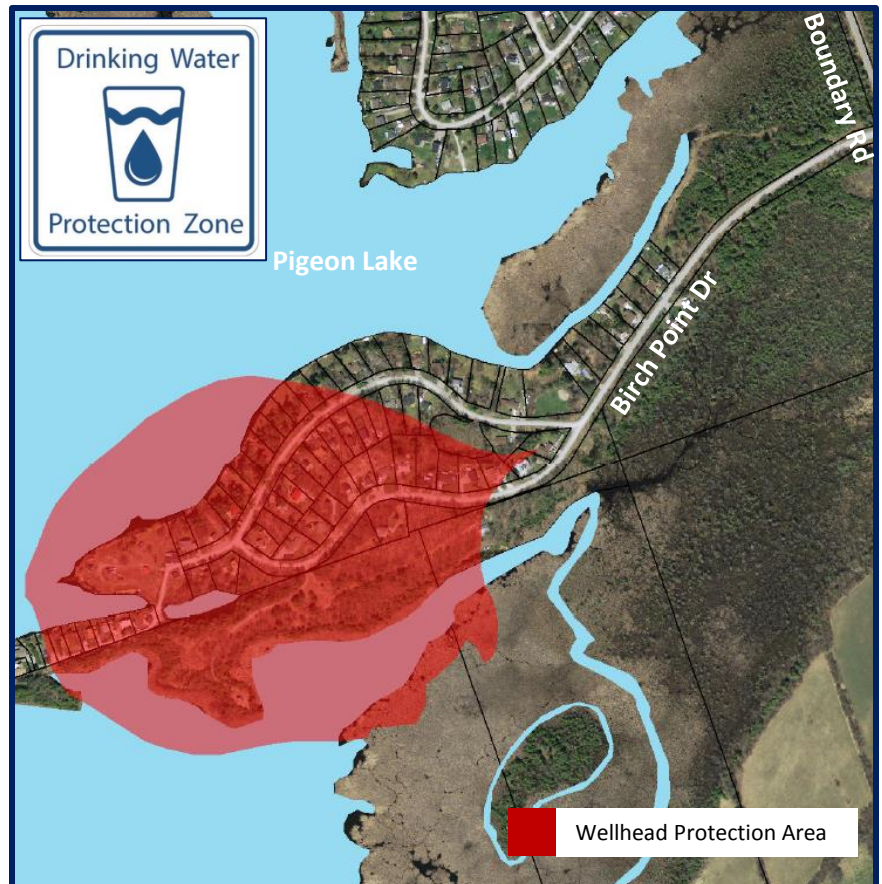 Drinking Water
Protection Zone
Boundary Rd
Pigeon Lake
Birch Point Dr
Wellhead Protection Area